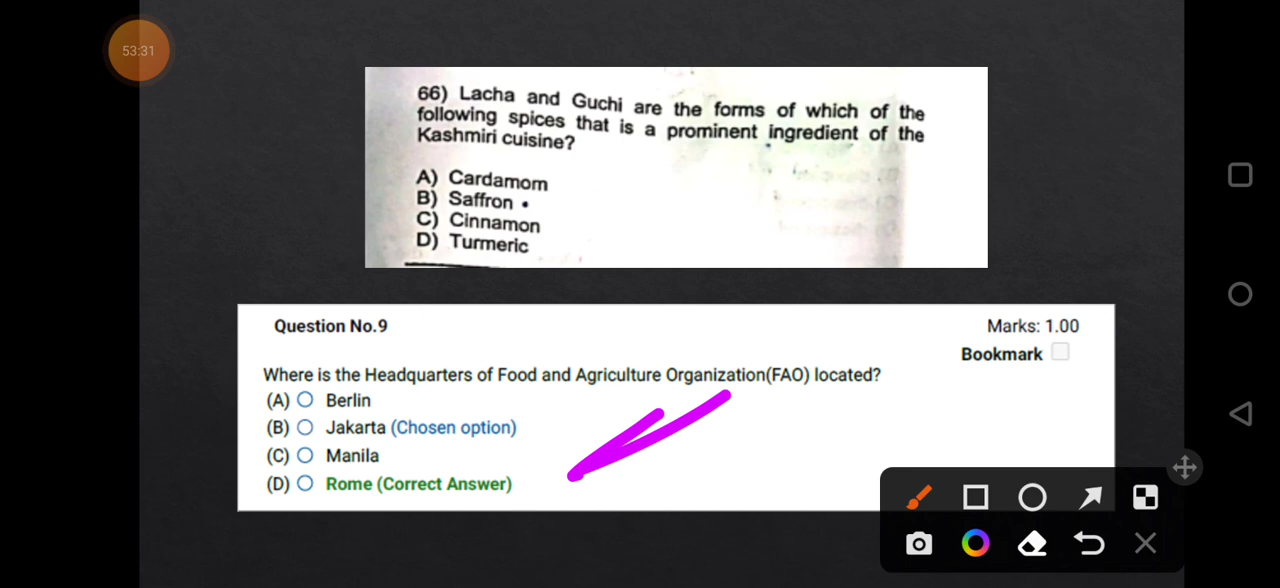 53:31
66) Lacha and Guchi are the forms of which of the
following spices that is a prominent ingredient of the
Kashmiri cuisine?
A) Cardamom
B) Saffron
C) Cinnamon
D) Turmeric
Question No.9
Marks: 1.00
Bookmark
Where is the Headquarters of Food and Agriculture Organization(FAO) located?
(A) Berlin
(B) Jakarta (Chosen option)
(C) Manila
(D) Rome (Correct Answer)